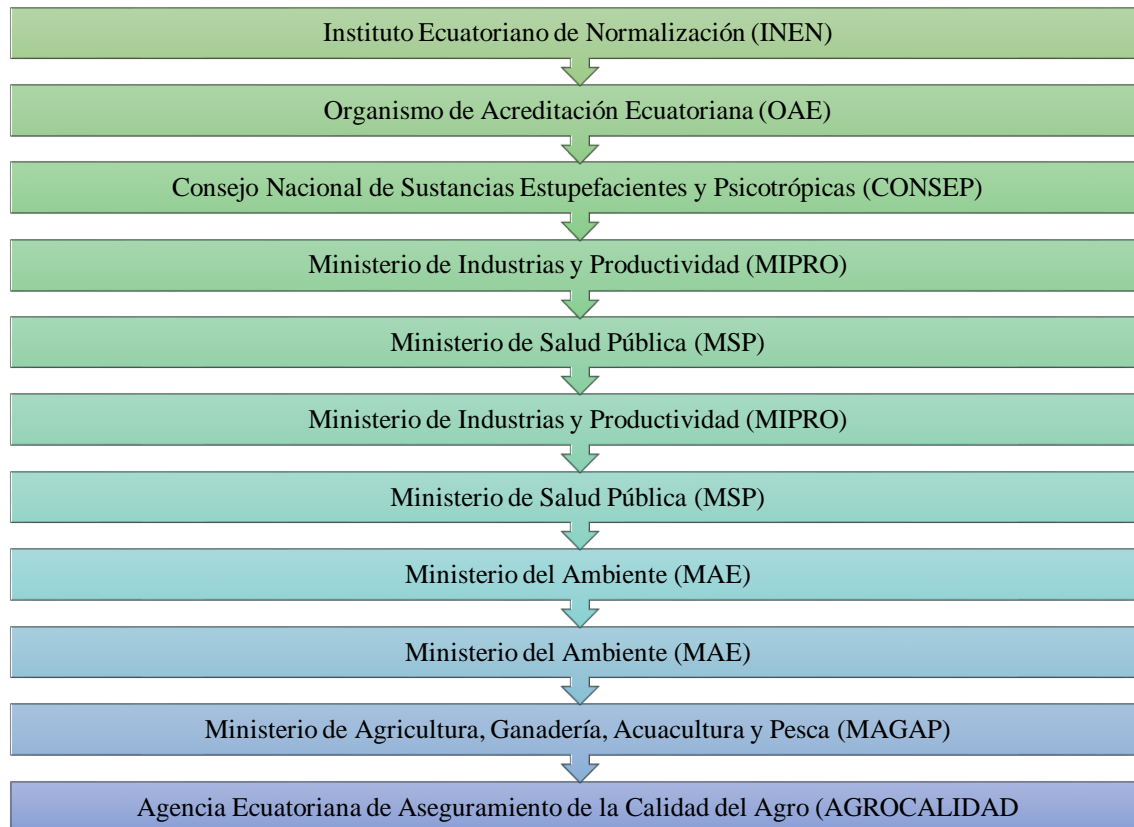 Instituto Ecuatoriano de Normalización (INEN)
Organismo de Acreditación Ecuatoriana (OAE)
Consejo Nacional de Sustancias Estupefacientes y Psicotrópicas (CONSEP)
Ministerio de Industrias y Productividad (MIPRO)
Ministerio de Salud Pública (MSP)
Ministerio de Industrias y Productividad (MIPRO)
Ministerio de Salud Pública (MSP)
Ministerio del Ambiente (MAE)
Ministerio del Ambiente (MAE)
Ministerio de Agricultura, Ganadería, Acuacultura y Pesca (MAGAP)
Agencia Ecuatoriana de Aseguramiento de la Calidad del Agro (AGROCALIDAD